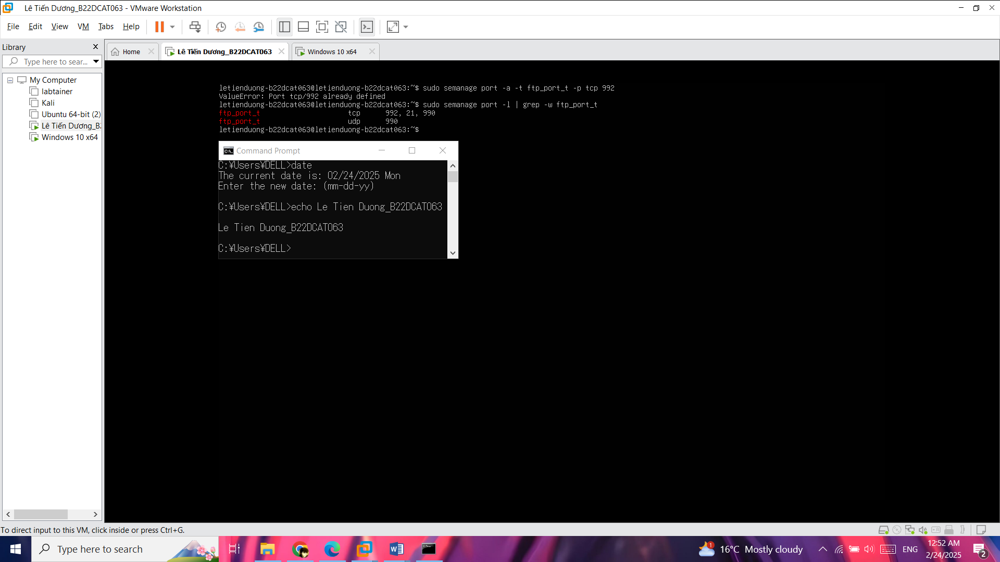 Lê Tiến Dương_B22DCAT063 - VMware Workstation
File Edit View VM Tabs Help
Library
Type here to sear...
My Computer
labtainer
Kali
Ubuntu 64-bit (2)
Lê Tiến Dương_B2
Windows 10 x64
Home
Lê Tiến Dương_B22DCAT063
Windows 10 x64
letienduong-b22dcat063@letienduong-b22dcat063:~$ sudo semanage port -a -t ftp_port_t -p tcp 992
ValueError: Port tcp/992 already defined
letienduong-b22dcat063@letienduong-b22dcat063:~$ sudo semanage port -l | grep -w ftp_port_t
ftp_port_t tcp 992, 21, 990
ftp_port_t udp 990
letienduong-b22dcat063@letienduong-b22dcat063:~$
Command Prompt
C:¥Users¥DELL>date
The current date is: 02/24/2025 Mon
Enter the new date: (mm-dd-yy)
C:¥Users¥DELL>echo Le Tien Duong_B22DCAT063
Le Tien Duong_B22DCAT063
C:¥Users¥DELL>
To direct input to this VM, click inside or press Ctrl+G.
Type here to search
1
16°C Mostly cloudy
ENG
12:52 AM
2/24/2025
2